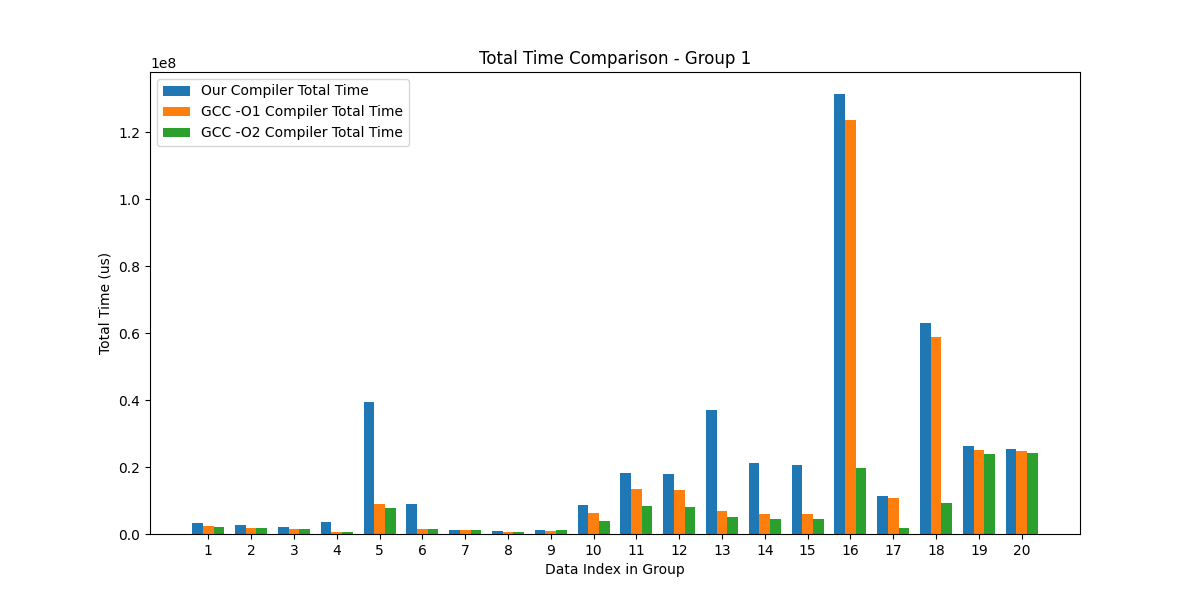 Total Time Comparison - Group 1
1e8
Our Compiler Total Time
GCC -O1 Compiler Total Time
GCC -O2 Compiler Total Time
1.2
1.0
0.8
0.6
0.4
0.2
0.0
Total Time (us)
1 2 3 4 5 6 7 8 9 10 11 12 13 14 15 16 17 18 19 20
Data Index in Group